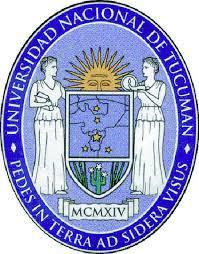 • UNIVERSIDAD NACIONAL DE TUCUMAN •
PEDES IN TERRA AD SIDERA VISUS
MCMXIV